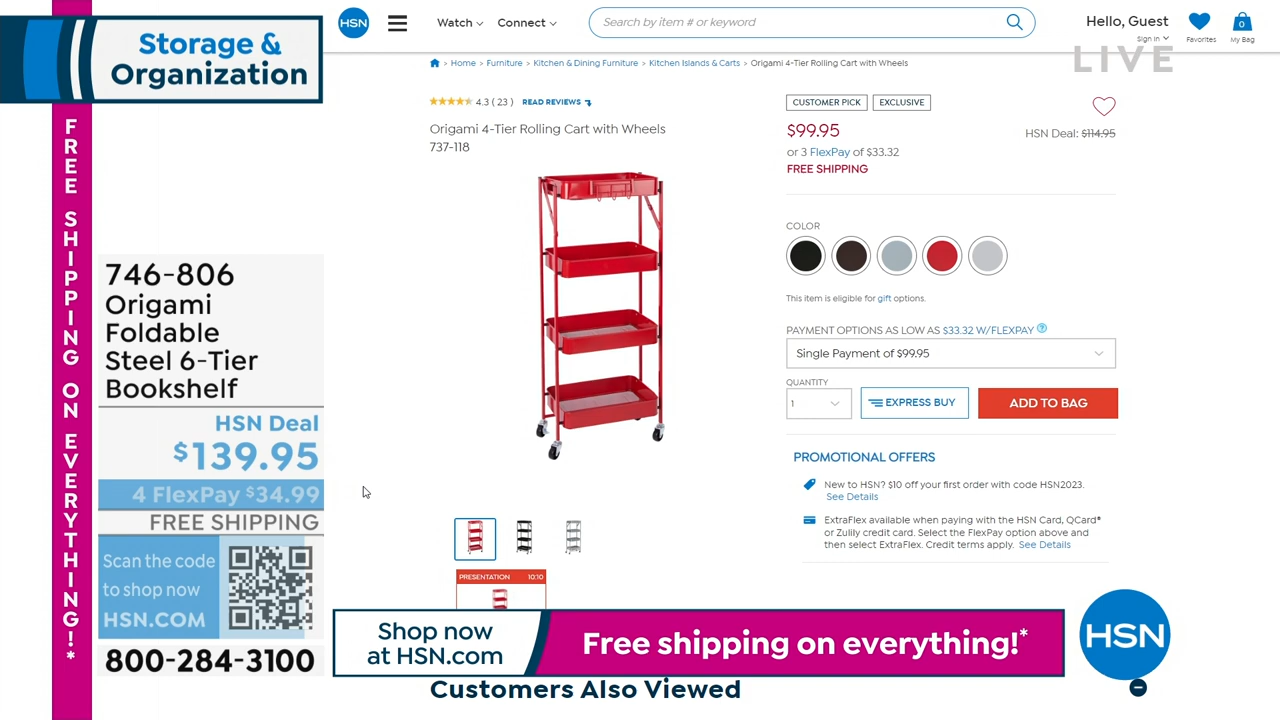 Storage &
Organization
FREE SHIPPING ON EVERYTHING!*
746-806
Origami
Foldable
Steel 6-Tier
Bookshelf
HSN Deal
$139.95
4 FlexPay $34.99
FREE SHIPPING
Scan the code
to shop now
HSN.COM
800-284-3100
HSN
Watch
Connect
Search by item # or keyword
Hello, Guest
Sign In
Favorites
0
My Bag
LIVE
> Home > Furniture > Kitchen & Dining Furniture > Kitchen Islands & Carts > Origami 4-Tier Rolling Cart with Wheels
4.3 ( 23 ) READ REVIEWS
Origami 4-Tier Rolling Cart with Wheels
737-118
CUSTOMER PICK
EXCLUSIVE
$99.95
HSN Deal: $114.95
or 3 FlexPay of $33.32
FREE SHIPPING
COLOR
This item is eligible for gift options.
PAYMENT OPTIONS AS LOW AS $33.32 W/FLEXPAY ?
Single Payment of $99.95
QUANTITY
1
EXPRESS BUY
ADD TO BAG
PROMOTIONAL OFFERS
New to HSN? $10 off your first order with code HSN2023.
See Details
ExtraFlex available when paying with the HSN Card, QCard®
or Zulily credit card. Select the FlexPay option above and
then select ExtraFlex. Credit terms apply. See Details
PRESENTATION 10:10
Shop now
at HSN.com
Free shipping on everything!*
HSN
Customers Also Viewed